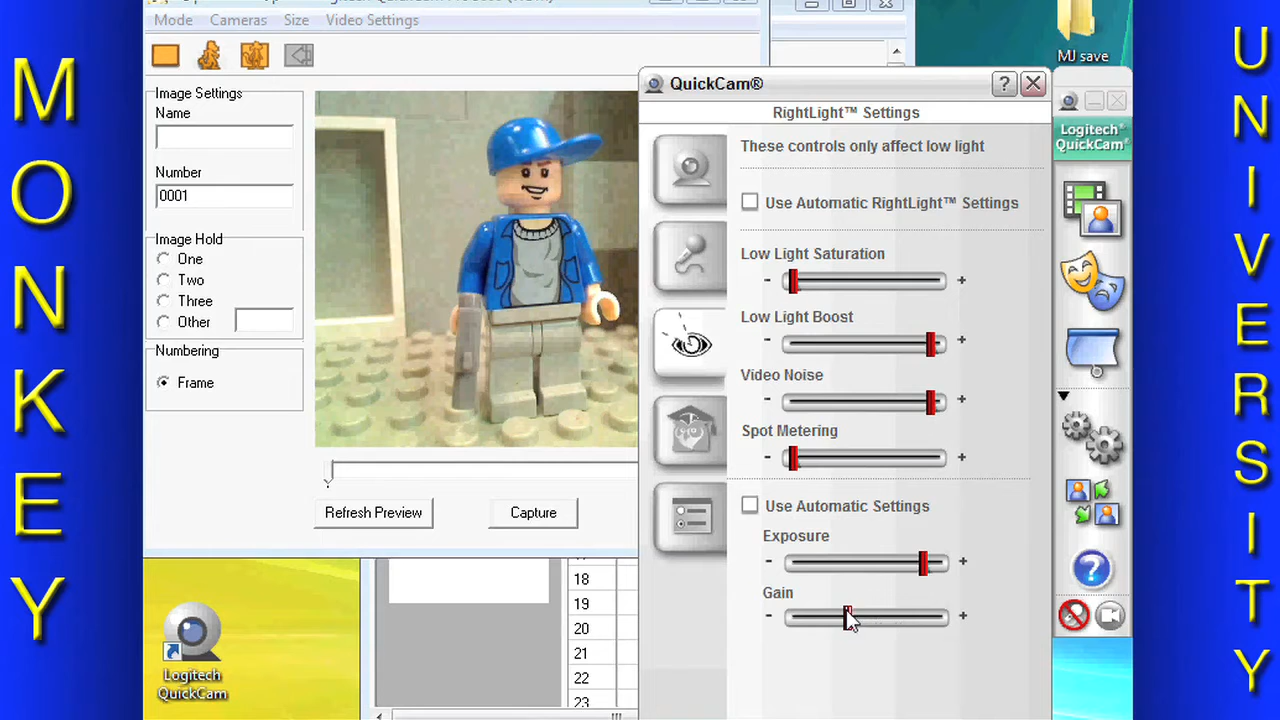 MONKEY
Mode Cameras Size Video Settings
Image Settings
Name
Number
0001
Image Hold
One
Two
Three
Other
Numbering
Frame
Refresh Preview
Capture
18
19
20
21
22
23
Logitech
QuickCam
QuickCam®
?
RightLight™ Settings
These controls only affect low light
Use Automatic RightLight™ Settings
Low Light Saturation
- +
Low Light Boost
- +
Video Noise
- +
Spot Metering
- +
Use Automatic Settings
Exposure
- +
Gain
- +
MJ save
Logitech®
QuickCam®
?
UNIVERSITY